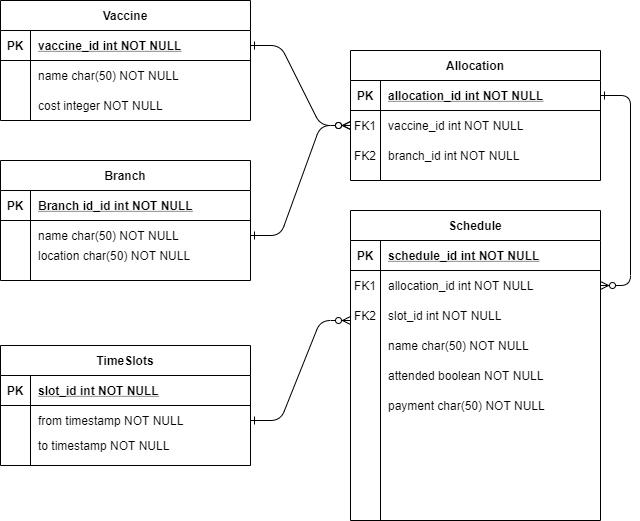 Vaccine
PK vaccine_id int NOT NULL
name char(50) NOT NULL
cost integer NOT NULL
Branch
PK Branch id_id int NOT NULL
name char(50) NOT NULL
location char(50) NOT NULL
TimeSlots
PK slot_id int NOT NULL
from timestamp NOT NULL
to timestamp NOT NULL
Allocation
PK allocation_id int NOT NULL
FK1 vaccine_id int NOT NULL
FK2 branch_id int NOT NULL
Schedule
PK schedule_id int NOT NULL
FK1 allocation_id int NOT NULL
FK2 slot_id int NOT NULL
name char(50) NOT NULL
attended boolean NOT NULL
payment char(50) NOT NULL